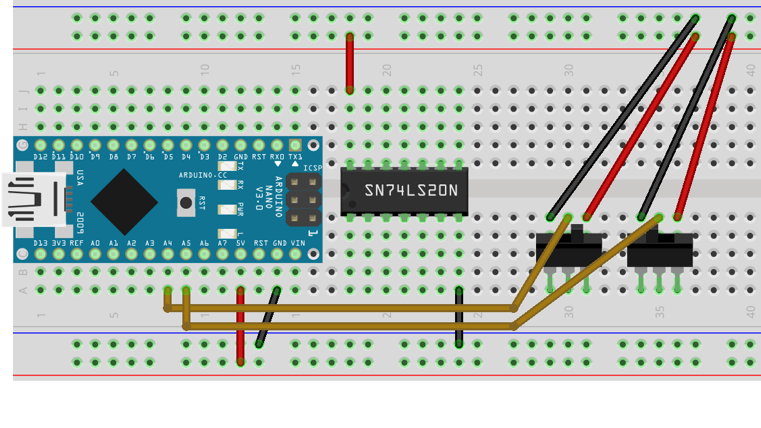 1 5 10 15 20 25 30 35 40
J
I
H
D12 D11 D10 D9 D8 D7 D6 D5 D4 D3 D2 GND RST RX0 TX1
ICSP
ARDUINO.CC
TX
RX
PWR
L
RST
USA
2009
ARDUINO
NANO
V3.0
1
SN74LS20N
D13 3V3 REF A0 A1 A2 A3 A4 A5 A6 A7 5V RST GND VIN
B
A
1 5 10 15 20 25 30 35 40